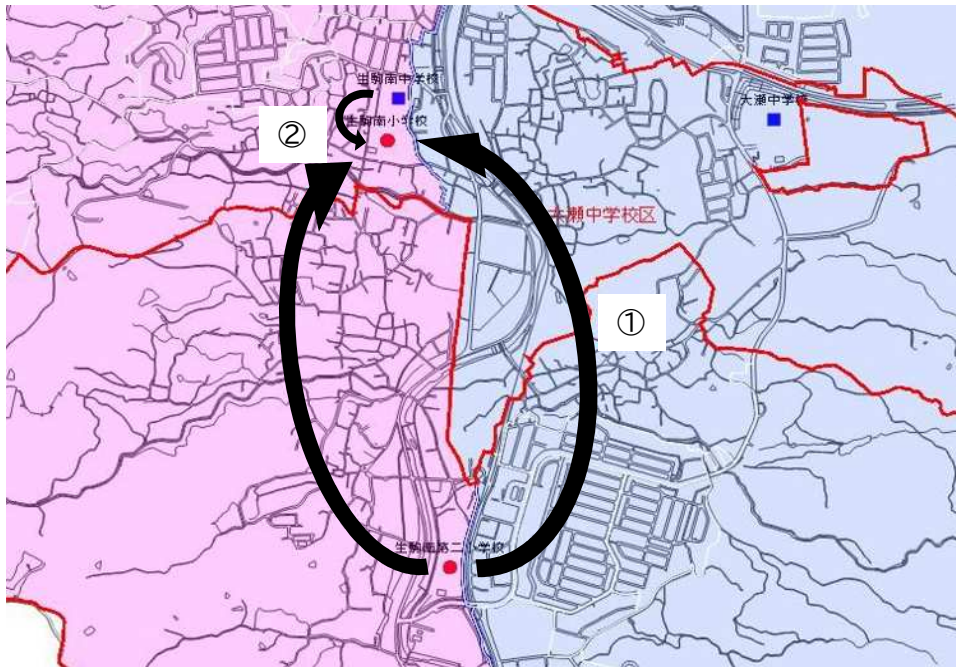 生駒南中学校
大瀬中学校
②
生駒南小学校
大瀬中学校区
①
生駒南第二小学校